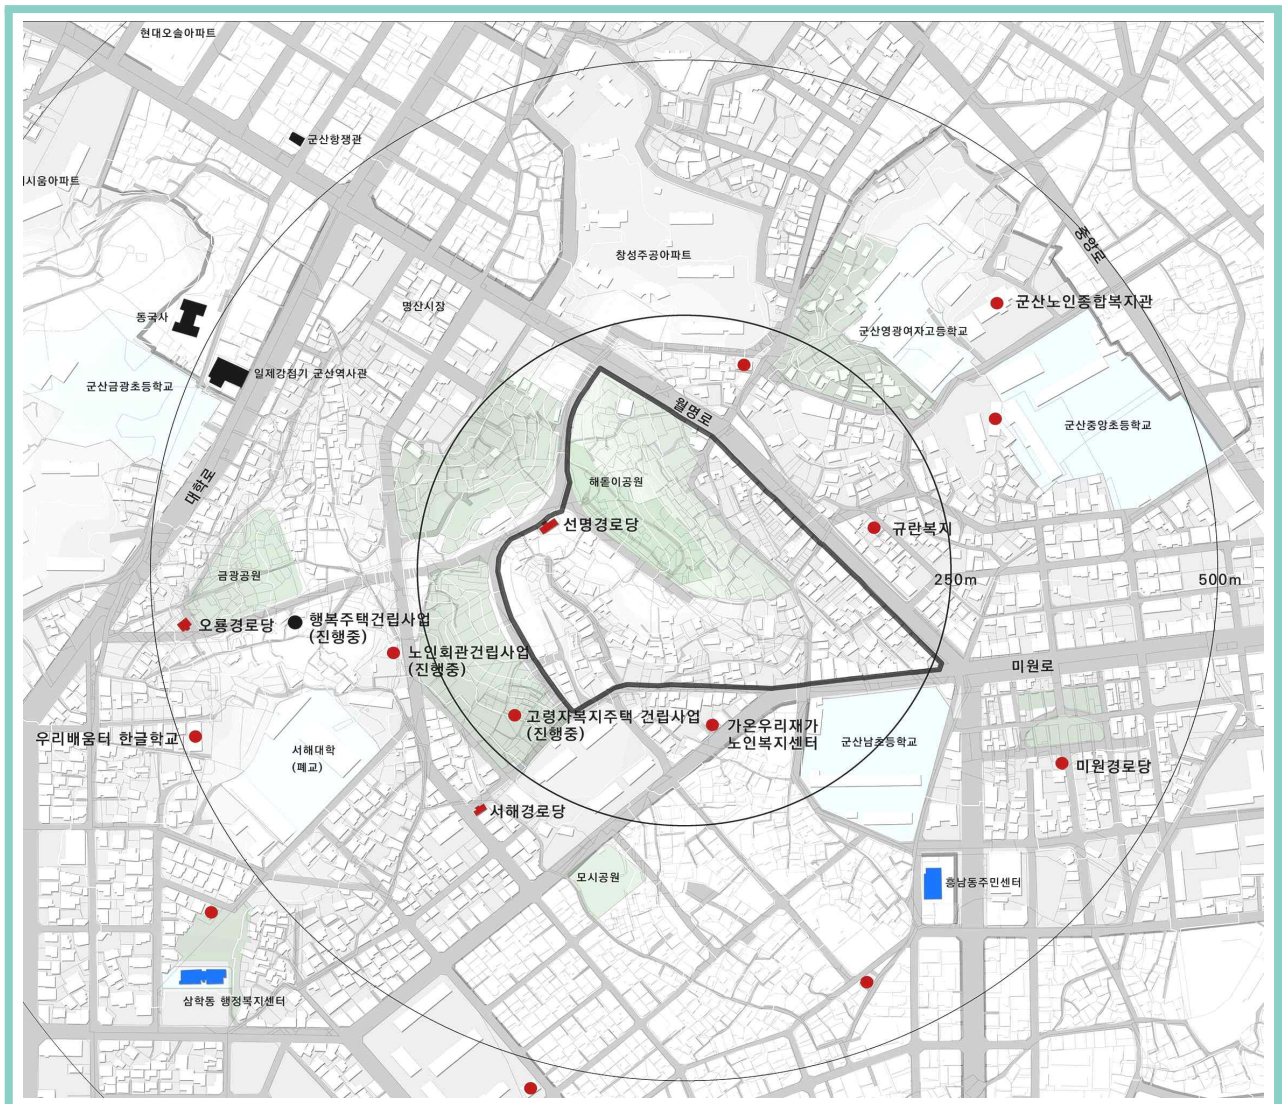 현대오솔아파트
군산항쟁관
시움아파트
중앙로
창성주공아파트
명산시장
군산노인종합복지관
동국사
군산영광여자고등학교
일제강점기 군산역사관
군산금광초등학교
월명로
군산중앙초등학교
해돋이공원
대학로
선명경로당
규란복지
금광공원
250m
500m
오룡경로당
행복주택건립사업
(진행중)
노인회관건립사업
(진행중)
미원로
고령자복지주택 건립사업
(진행중)
가온우리재가
노인복지센터
우리배움터 한글학교
서해대학
(폐교)
군산남초등학교
미원경로당
서해경로당
모시공원
흥남동주민센터
삼학동 행정복지센터